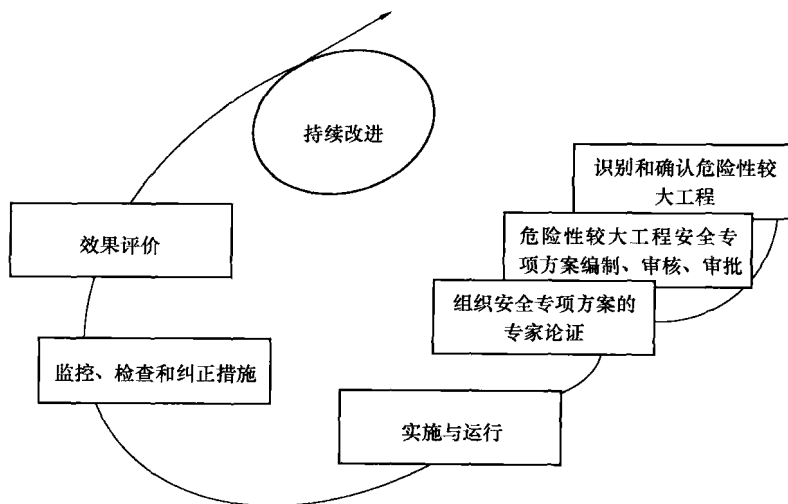 持续改进
识别和确认危险性较
大工程
危险性较大工程安全专
项方案编制、审核、审批
组织安全专项方案的
专家论证
效果评价
监控、检查和纠正措施
实施与运行